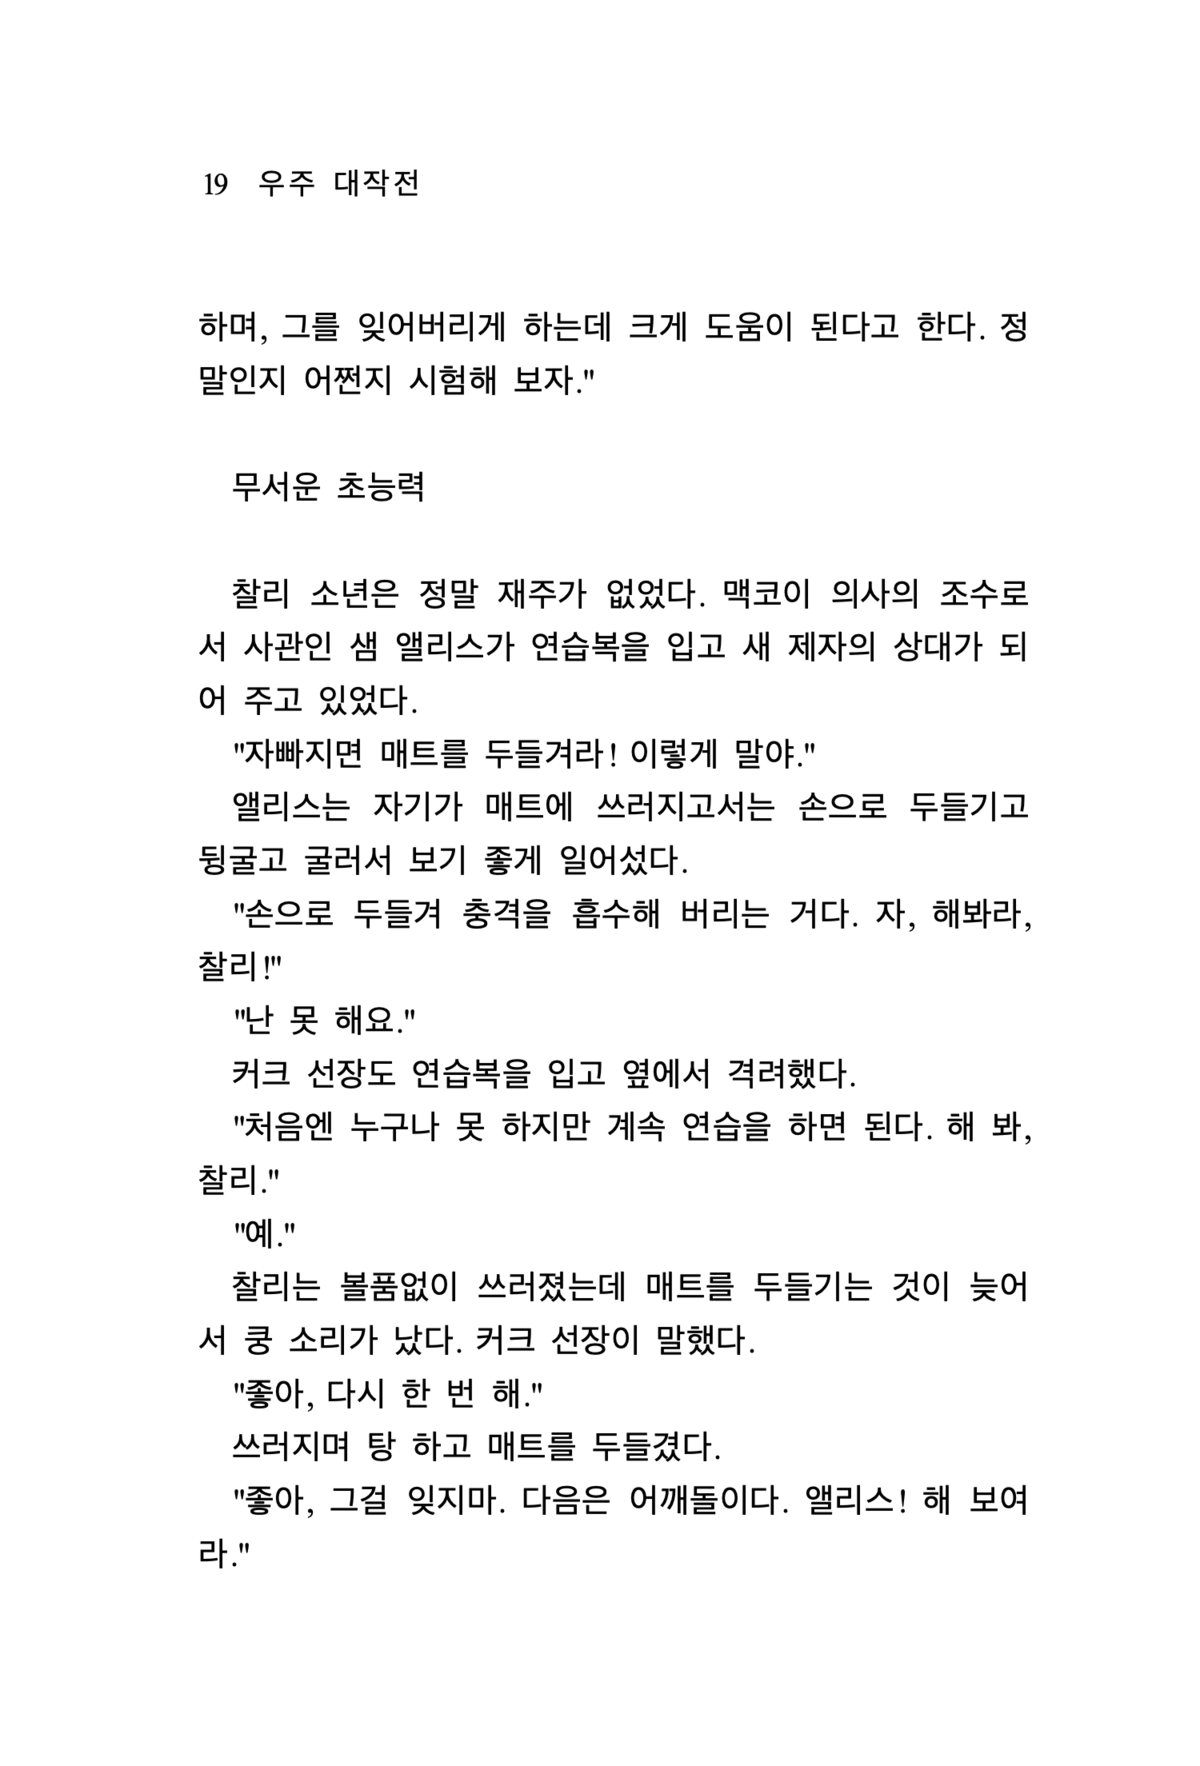 19 우주 대작전
하며, 그를 잊어버리게 하는데 크게 도움이 된다고 한다. 정
말인지 어쩐지 시험해 보자."
무서운 초능력
찰리 소년은 정말 재주가 없었다. 맥코이 의사의 조수로
서 사관인 샘 앨리스가 연습복을 입고 새 제자의 상대가 되
어 주고 있었다.
"자빠지면 매트를 두들겨라! 이렇게 말야."
앨리스는 자기가 매트에 쓰러지고서는 손으로 두들기고
뒹굴고 굴러서 보기 좋게 일어섰다.
"손으로 두들겨 충격을 흡수해 버리는 거다. 자, 해봐라,
찰리!"
"난 못 해요."
커크 선장도 연습복을 입고 옆에서 격려했다.
"처음엔 누구나 못 하지만 계속 연습을 하면 된다. 해 봐,
찰리."
"예."
찰리는 볼품없이 쓰러졌는데 매트를 두들기는 것이 늦어
서 쿵 소리가 났다. 커크 선장이 말했다.
"좋아, 다시 한 번 해."
쓰러지며 탕 하고 매트를 두들겼다.
"좋아, 그걸 잊지마. 다음은 어깨돌이다. 앨리스! 해 보여
라."